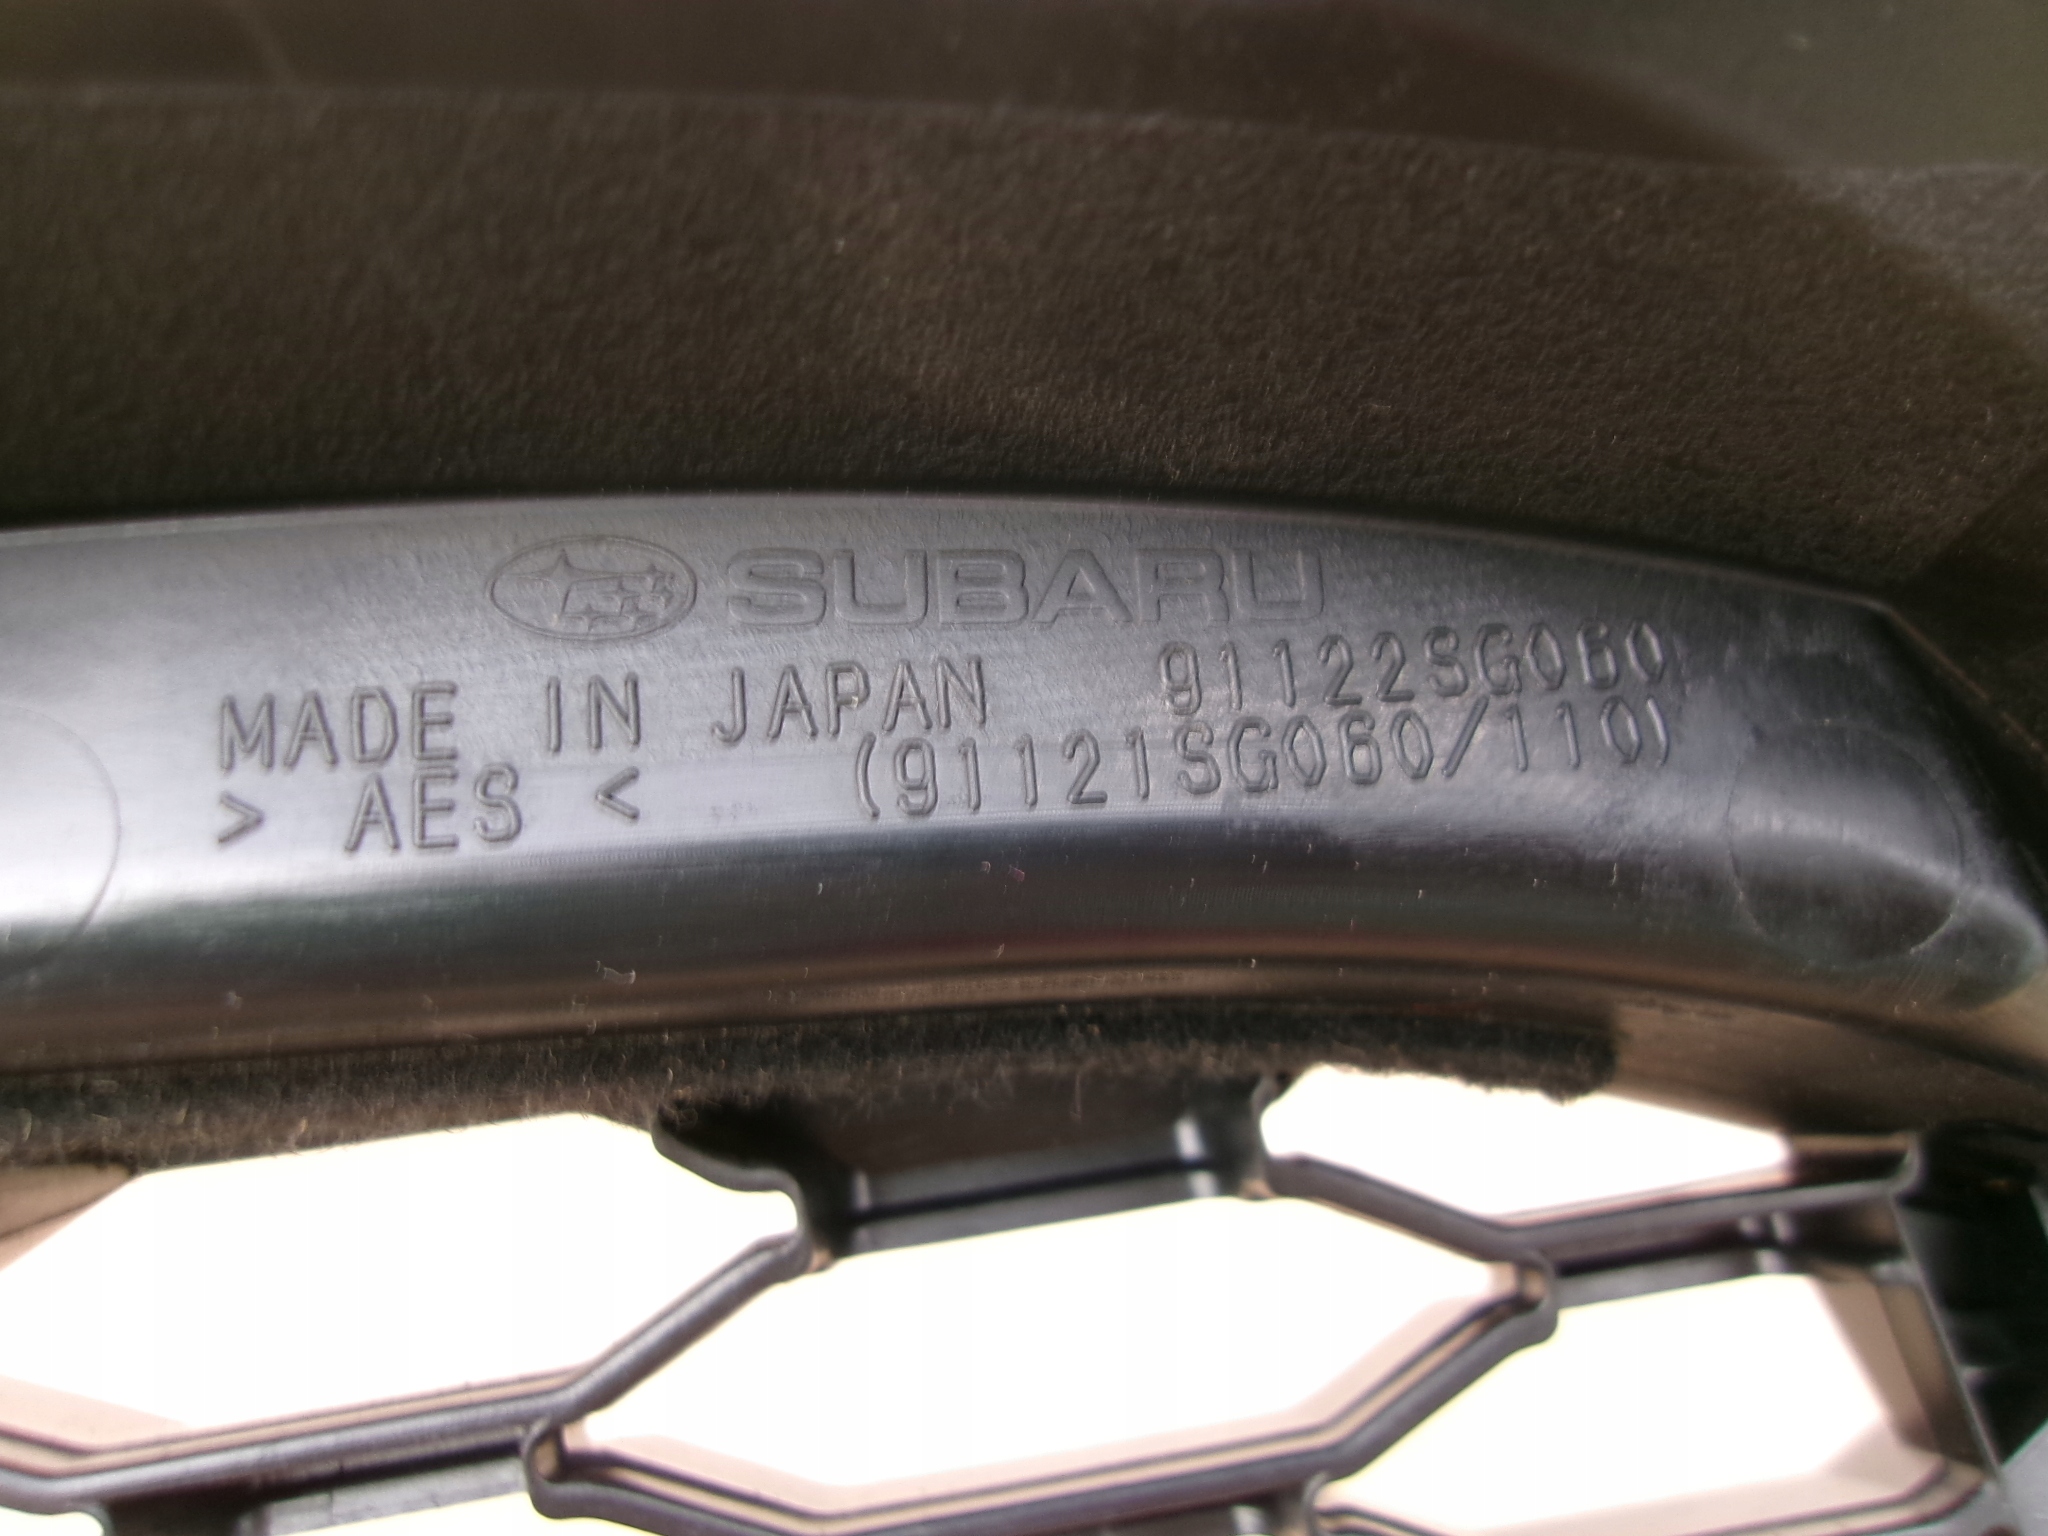 SUBARU
MADE IN JAPAN 91122SG060
> AES < (91121SG060/110)